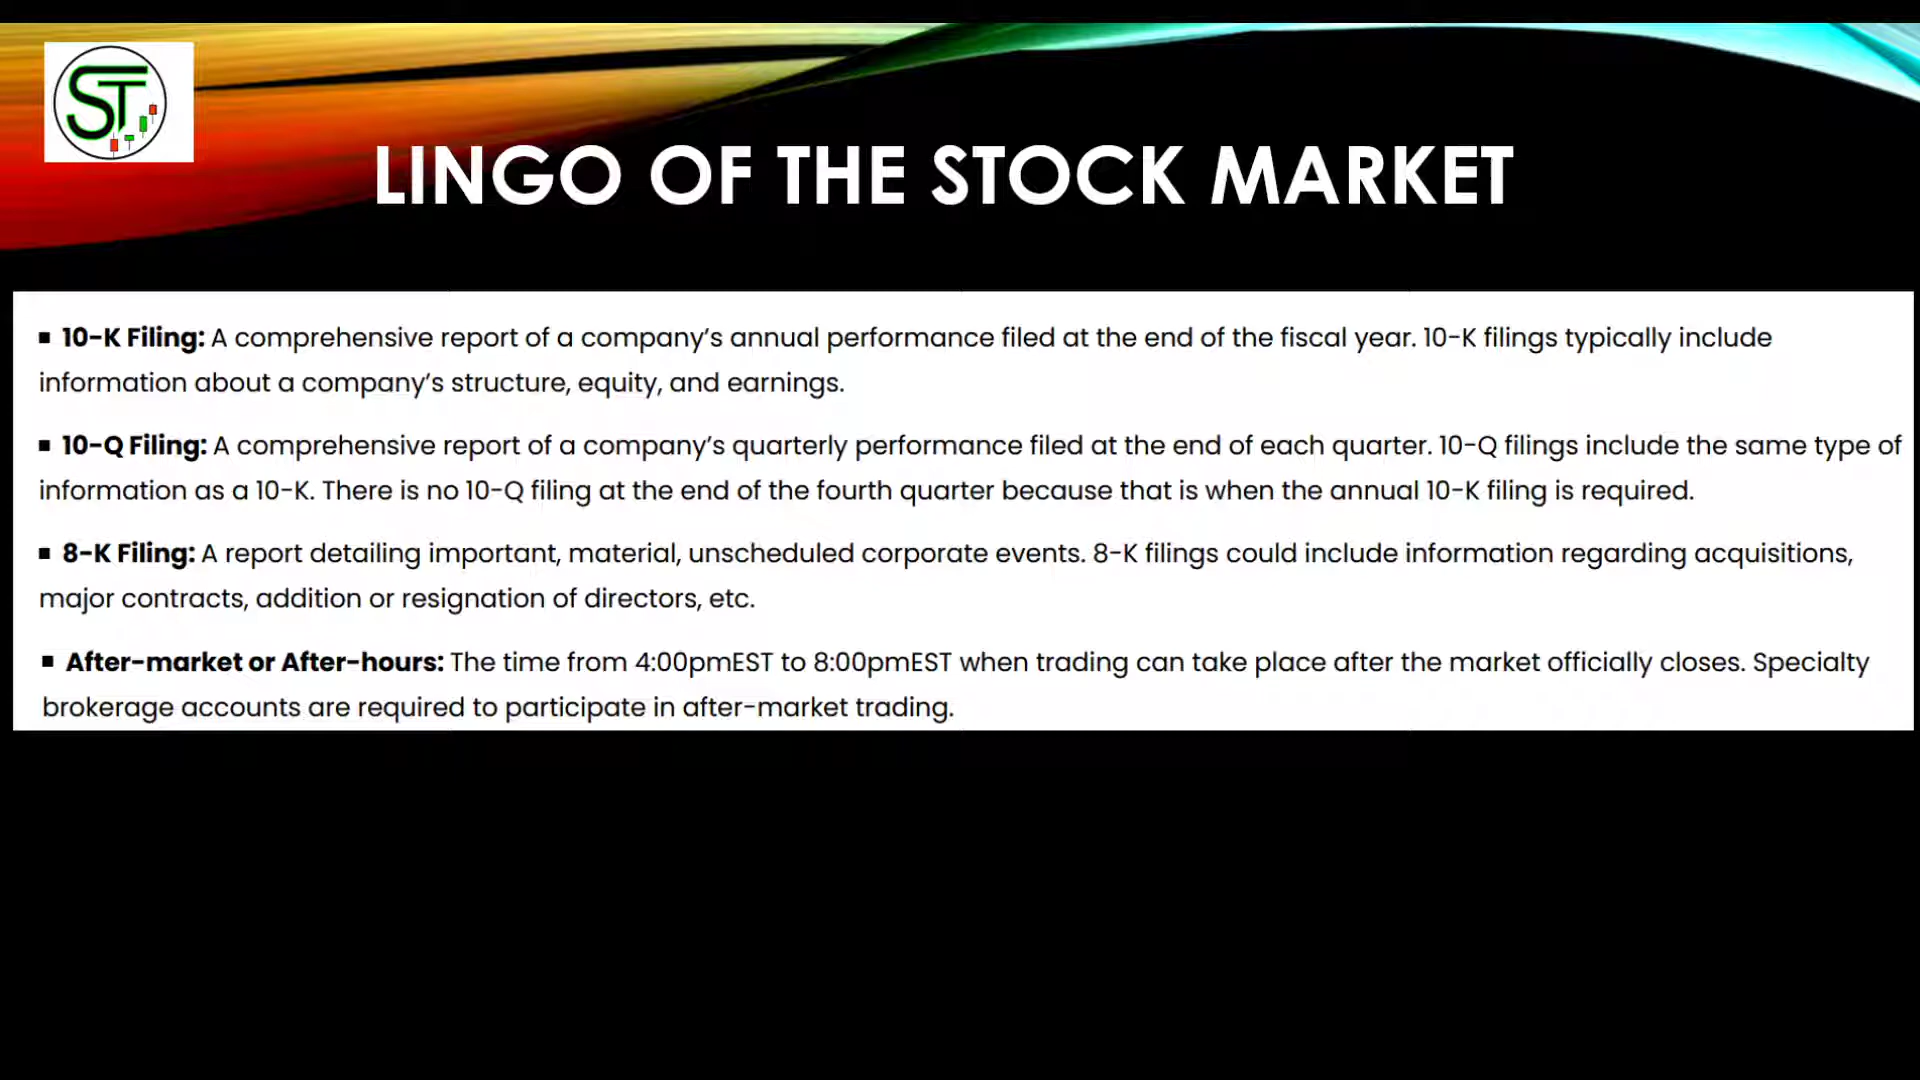 ST
LINGO OF THE STOCK MARKET
▪ 10-K Filing: A comprehensive report of a company’s annual performance filed at the end of the fiscal year. 10-K filings typically include
information about a company’s structure, equity, and earnings.
▪ 10-Q Filing: A comprehensive report of a company’s quarterly performance filed at the end of each quarter. 10-Q filings include the same type of
information as a 10-K. There is no 10-Q filing at the end of the fourth quarter because that is when the annual 10-K filing is required.
▪ 8-K Filing: A report detailing important, material, unscheduled corporate events. 8-K filings could include information regarding acquisitions,
major contracts, addition or resignation of directors, etc.
▪ After-market or After-hours: The time from 4:00pmEST to 8:00pmEST when trading can take place after the market officially closes. Specialty
brokerage accounts are required to participate in after-market trading.